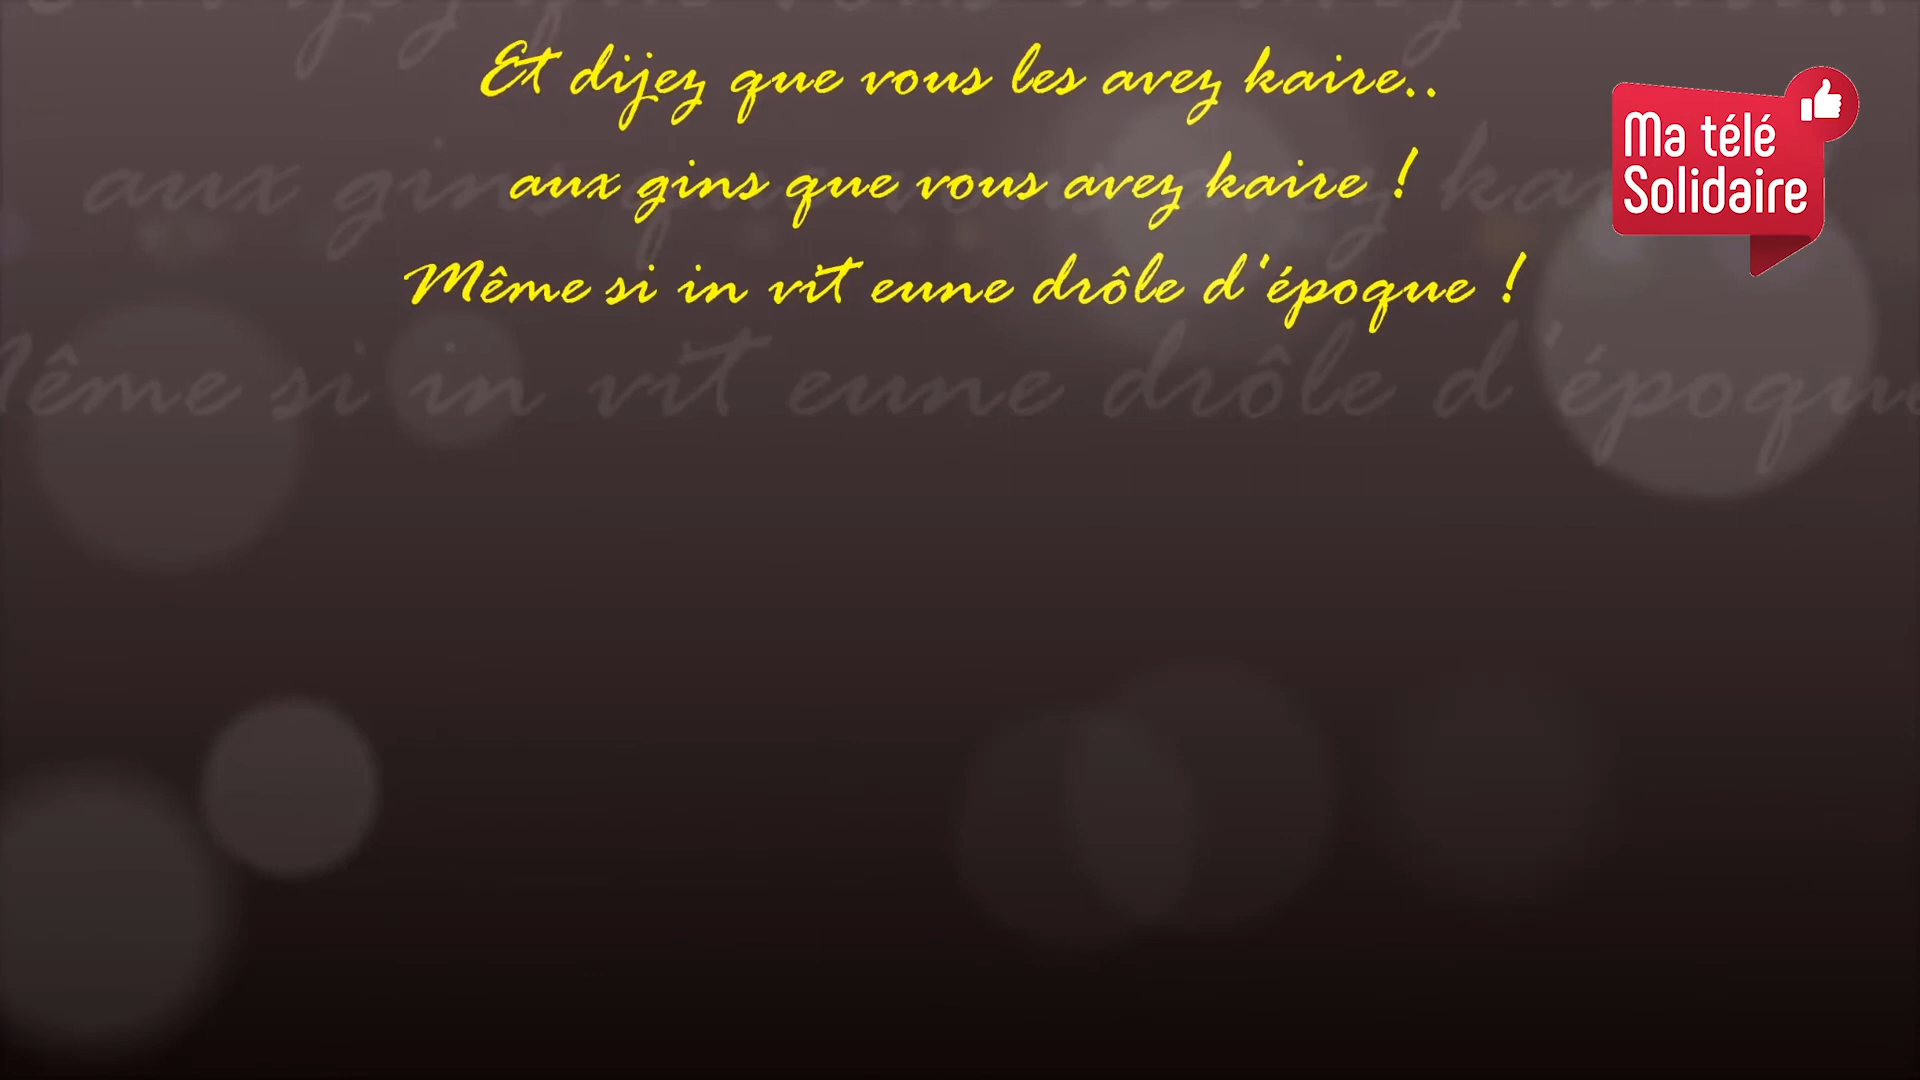 Et dijez que vous les avez kaire..
aux gins que vous avez kaire !
Même si in vit eune drôle d'époque !
Ma télé
Solidaire